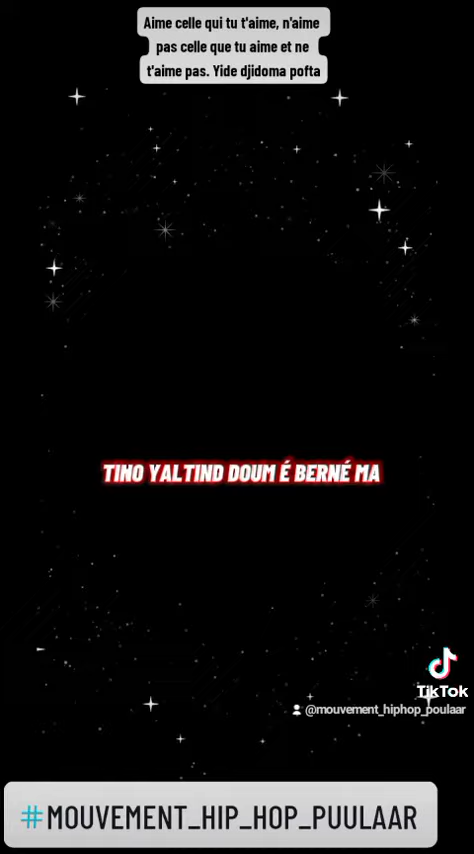 Aime celle qui tu t'aime, n'aime
pas celle que tu aime et ne
t'aime pas. Yide djidoma pofta
TINO YALTIND DOUM É BERNÉ MA
TikTok
@mouvement_hiphop_poulaar
#MOUVEMENT_HIP_HOP_PUULAAR